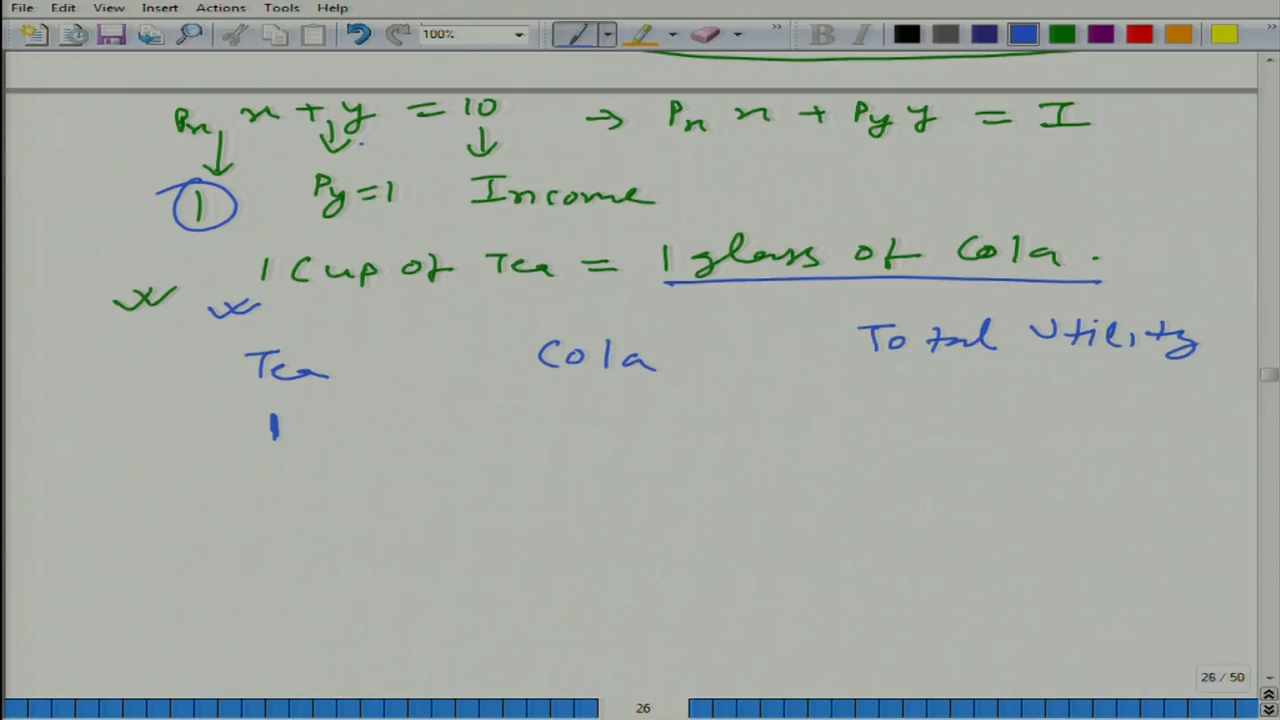 File Edit View Insert Actions Tools Help
100%
Px x + y = 10 → Px x + Py y = I
1 Py = 1 Income
1 Cup of Tea = 1 glass of Cola.
Tea Cola Total Utility
1
26 / 50
26